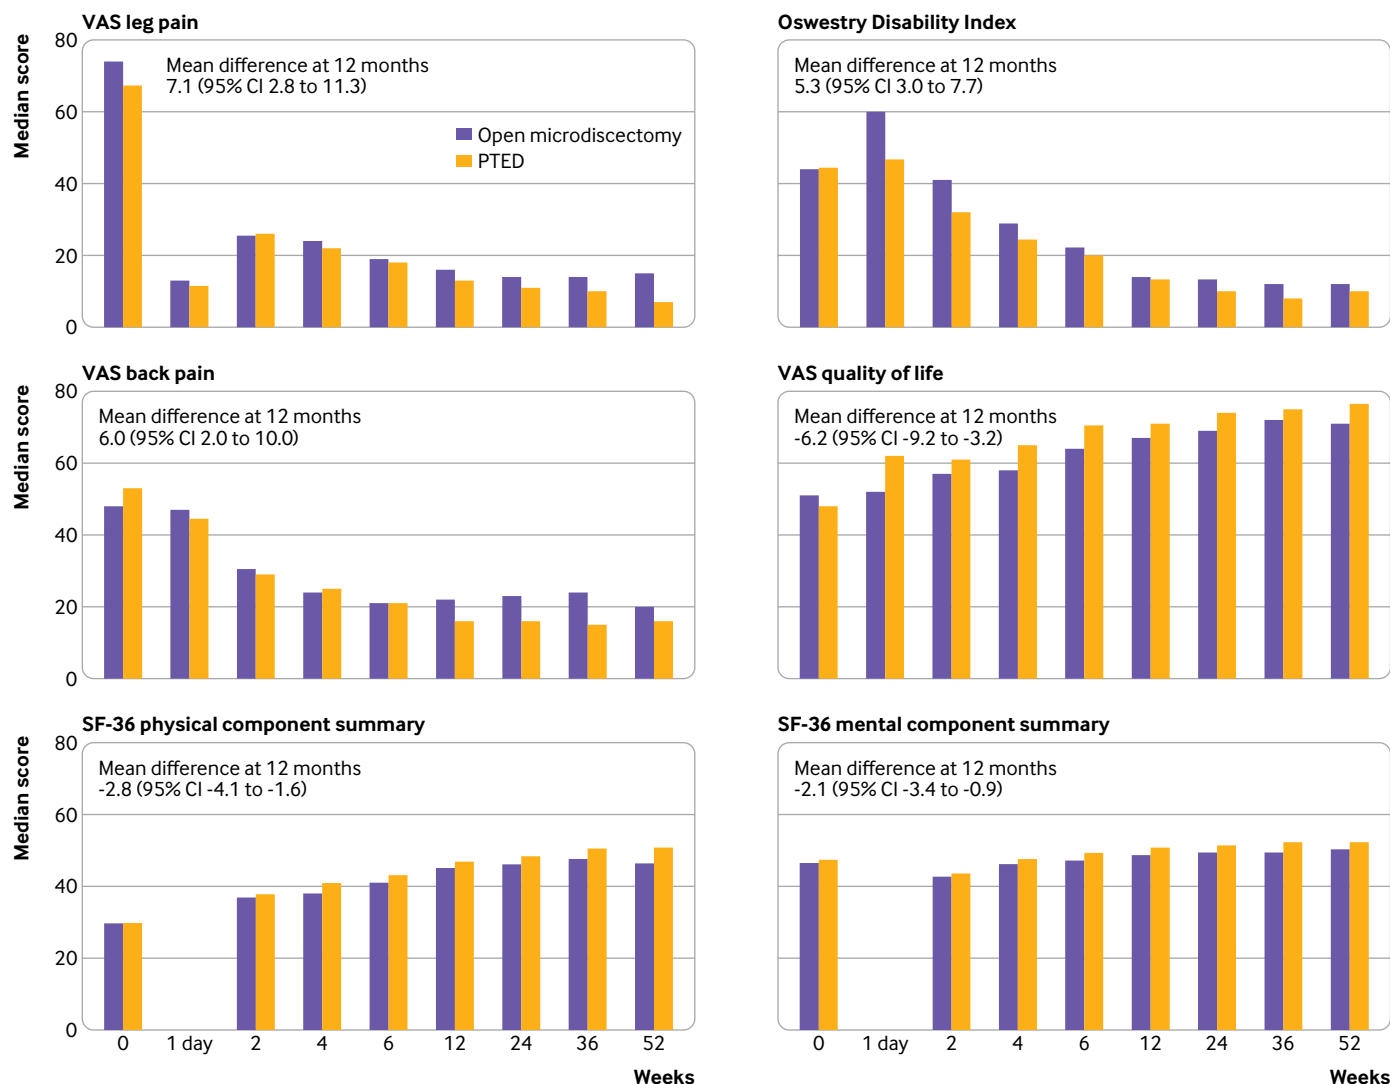 VAS leg pain
Median score
80
60
40
20
0
Mean difference at 12 months
7.1 (95% CI 2.8 to 11.3)
Open microdiscectomy
PTED
Oswestry Disability Index
Mean difference at 12 months
5.3 (95% CI 3.0 to 7.7)
VAS back pain
Median score
80
60
40
20
0
Mean difference at 12 months
6.0 (95% CI 2.0 to 10.0)
VAS quality of life
Mean difference at 12 months
-6.2 (95% CI -9.2 to -3.2)
SF-36 physical component summary
Median score
80
60
40
20
0
Mean difference at 12 months
-2.8 (95% CI -4.1 to -1.6)
0 1 day 2 4 6 12 24 36 52
Weeks
SF-36 mental component summary
Mean difference at 12 months
-2.1 (95% CI -3.4 to -0.9)
0 1 day 2 4 6 12 24 36 52
Weeks